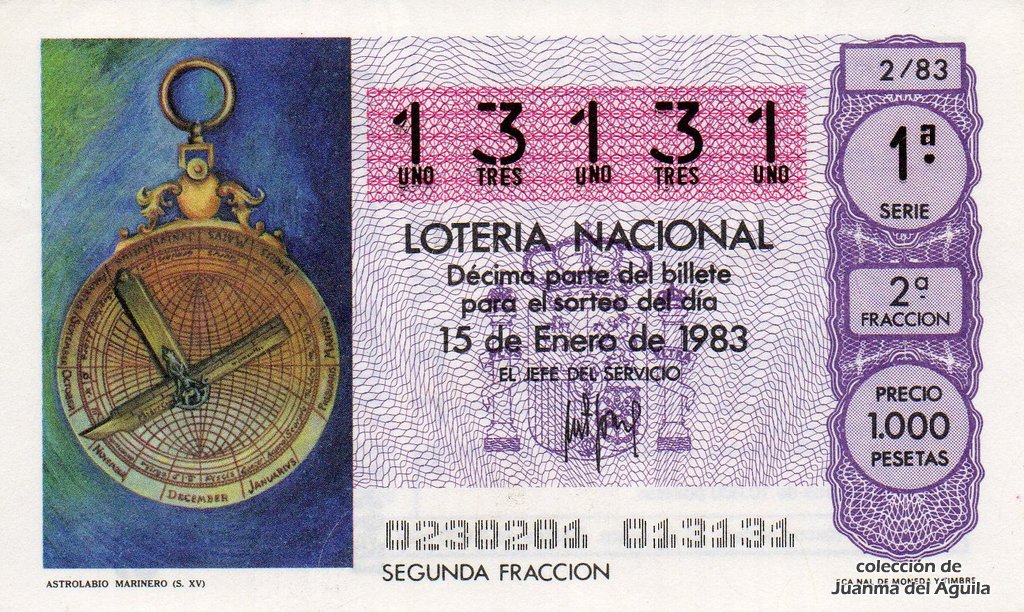 2/83
1 3 1 3 1
UNO TRES UNO TRES UNO
1ª
SERIE
LOTERIA NACIONAL
Décima parte del billete
para el sorteo del día
15 de Enero de 1983
EL JEFE DEL SERVICIO
2ª
FRACCION
PRECIO
1.000
PESETAS
DECEMBER
JANUARIUS
0230201 013131
SEGUNDA FRACCION
ASTROLABIO MARINERO (S. XV)
colección de
Juanma del Aguila